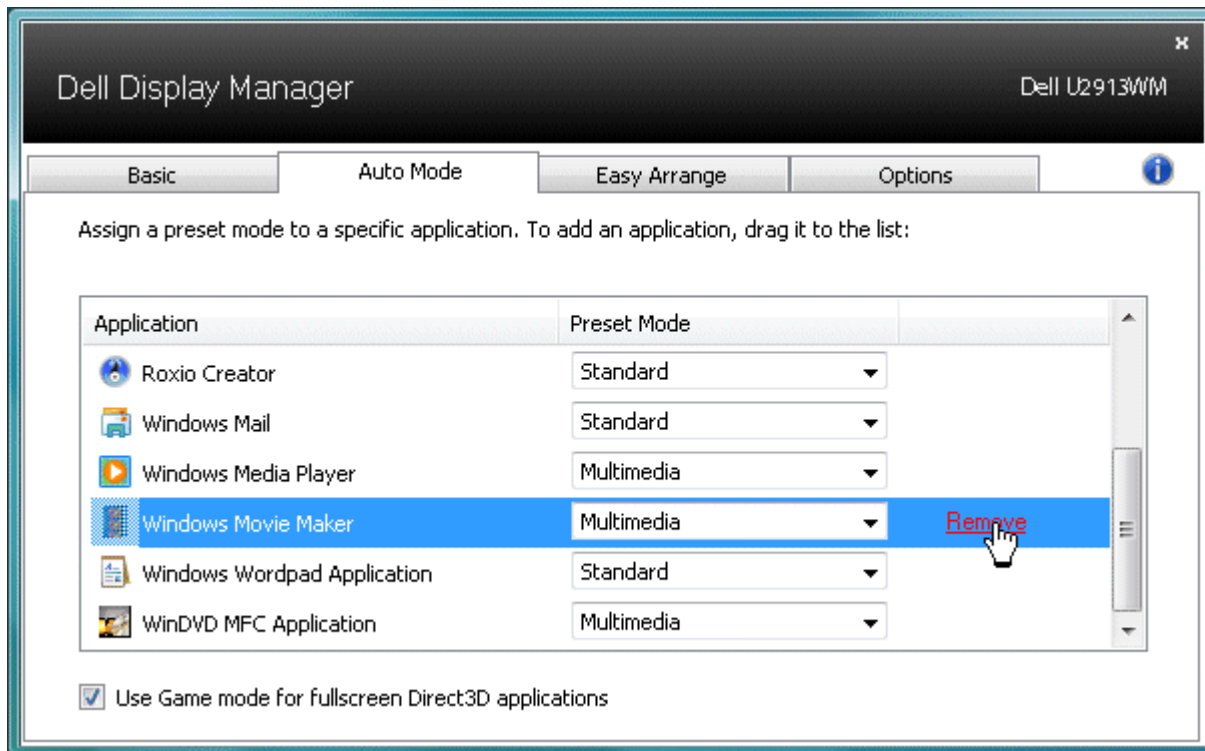 Dell Display Manager
Dell U2913WM
Basic Auto Mode Easy Arrange Options
Assign a preset mode to a specific application. To add an application, drag it to the list:
Application Preset Mode
Roxio Creator Standard
Windows Mail Standard
Windows Media Player Multimedia
Windows Movie Maker Multimedia Remove
Windows Wordpad Application Standard
WinDVD MFC Application Multimedia
Use Game mode for fullscreen Direct3D applications